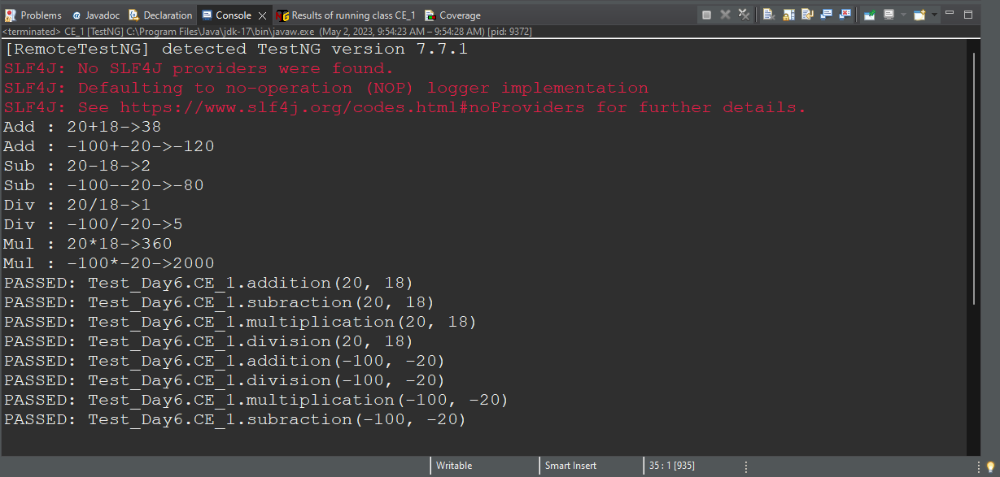 Problems Javadoc Declaration Console Results of running class CE_1 Coverage
<terminated> CE_1 [TestNG] C:\Program Files\Java\jdk-17\bin\javaw.exe (May 2, 2023, 9:54:23 AM – 9:54:28 AM) [pid: 9372]
[RemoteTestNG] detected TestNG version 7.7.1
SLF4J: No SLF4J providers were found.
SLF4J: Defaulting to no-operation (NOP) logger implementation
SLF4J: See https://www.slf4j.org/codes.html#noProviders for further details.
Add : 20+18->38
Add : -100+-20->-120
Sub : 20-18->2
Sub : -100--20->-80
Div : 20/18->1
Div : -100/-20->5
Mul : 20*18->360
Mul : -100*-20->2000
PASSED: Test_Day6.CE_1.addition(20, 18)
PASSED: Test_Day6.CE_1.subraction(20, 18)
PASSED: Test_Day6.CE_1.multiplication(20, 18)
PASSED: Test_Day6.CE_1.division(20, 18)
PASSED: Test_Day6.CE_1.addition(-100, -20)
PASSED: Test_Day6.CE_1.division(-100, -20)
PASSED: Test_Day6.CE_1.multiplication(-100, -20)
PASSED: Test_Day6.CE_1.subraction(-100, -20)
Writable Smart Insert 35 : 1 [935]